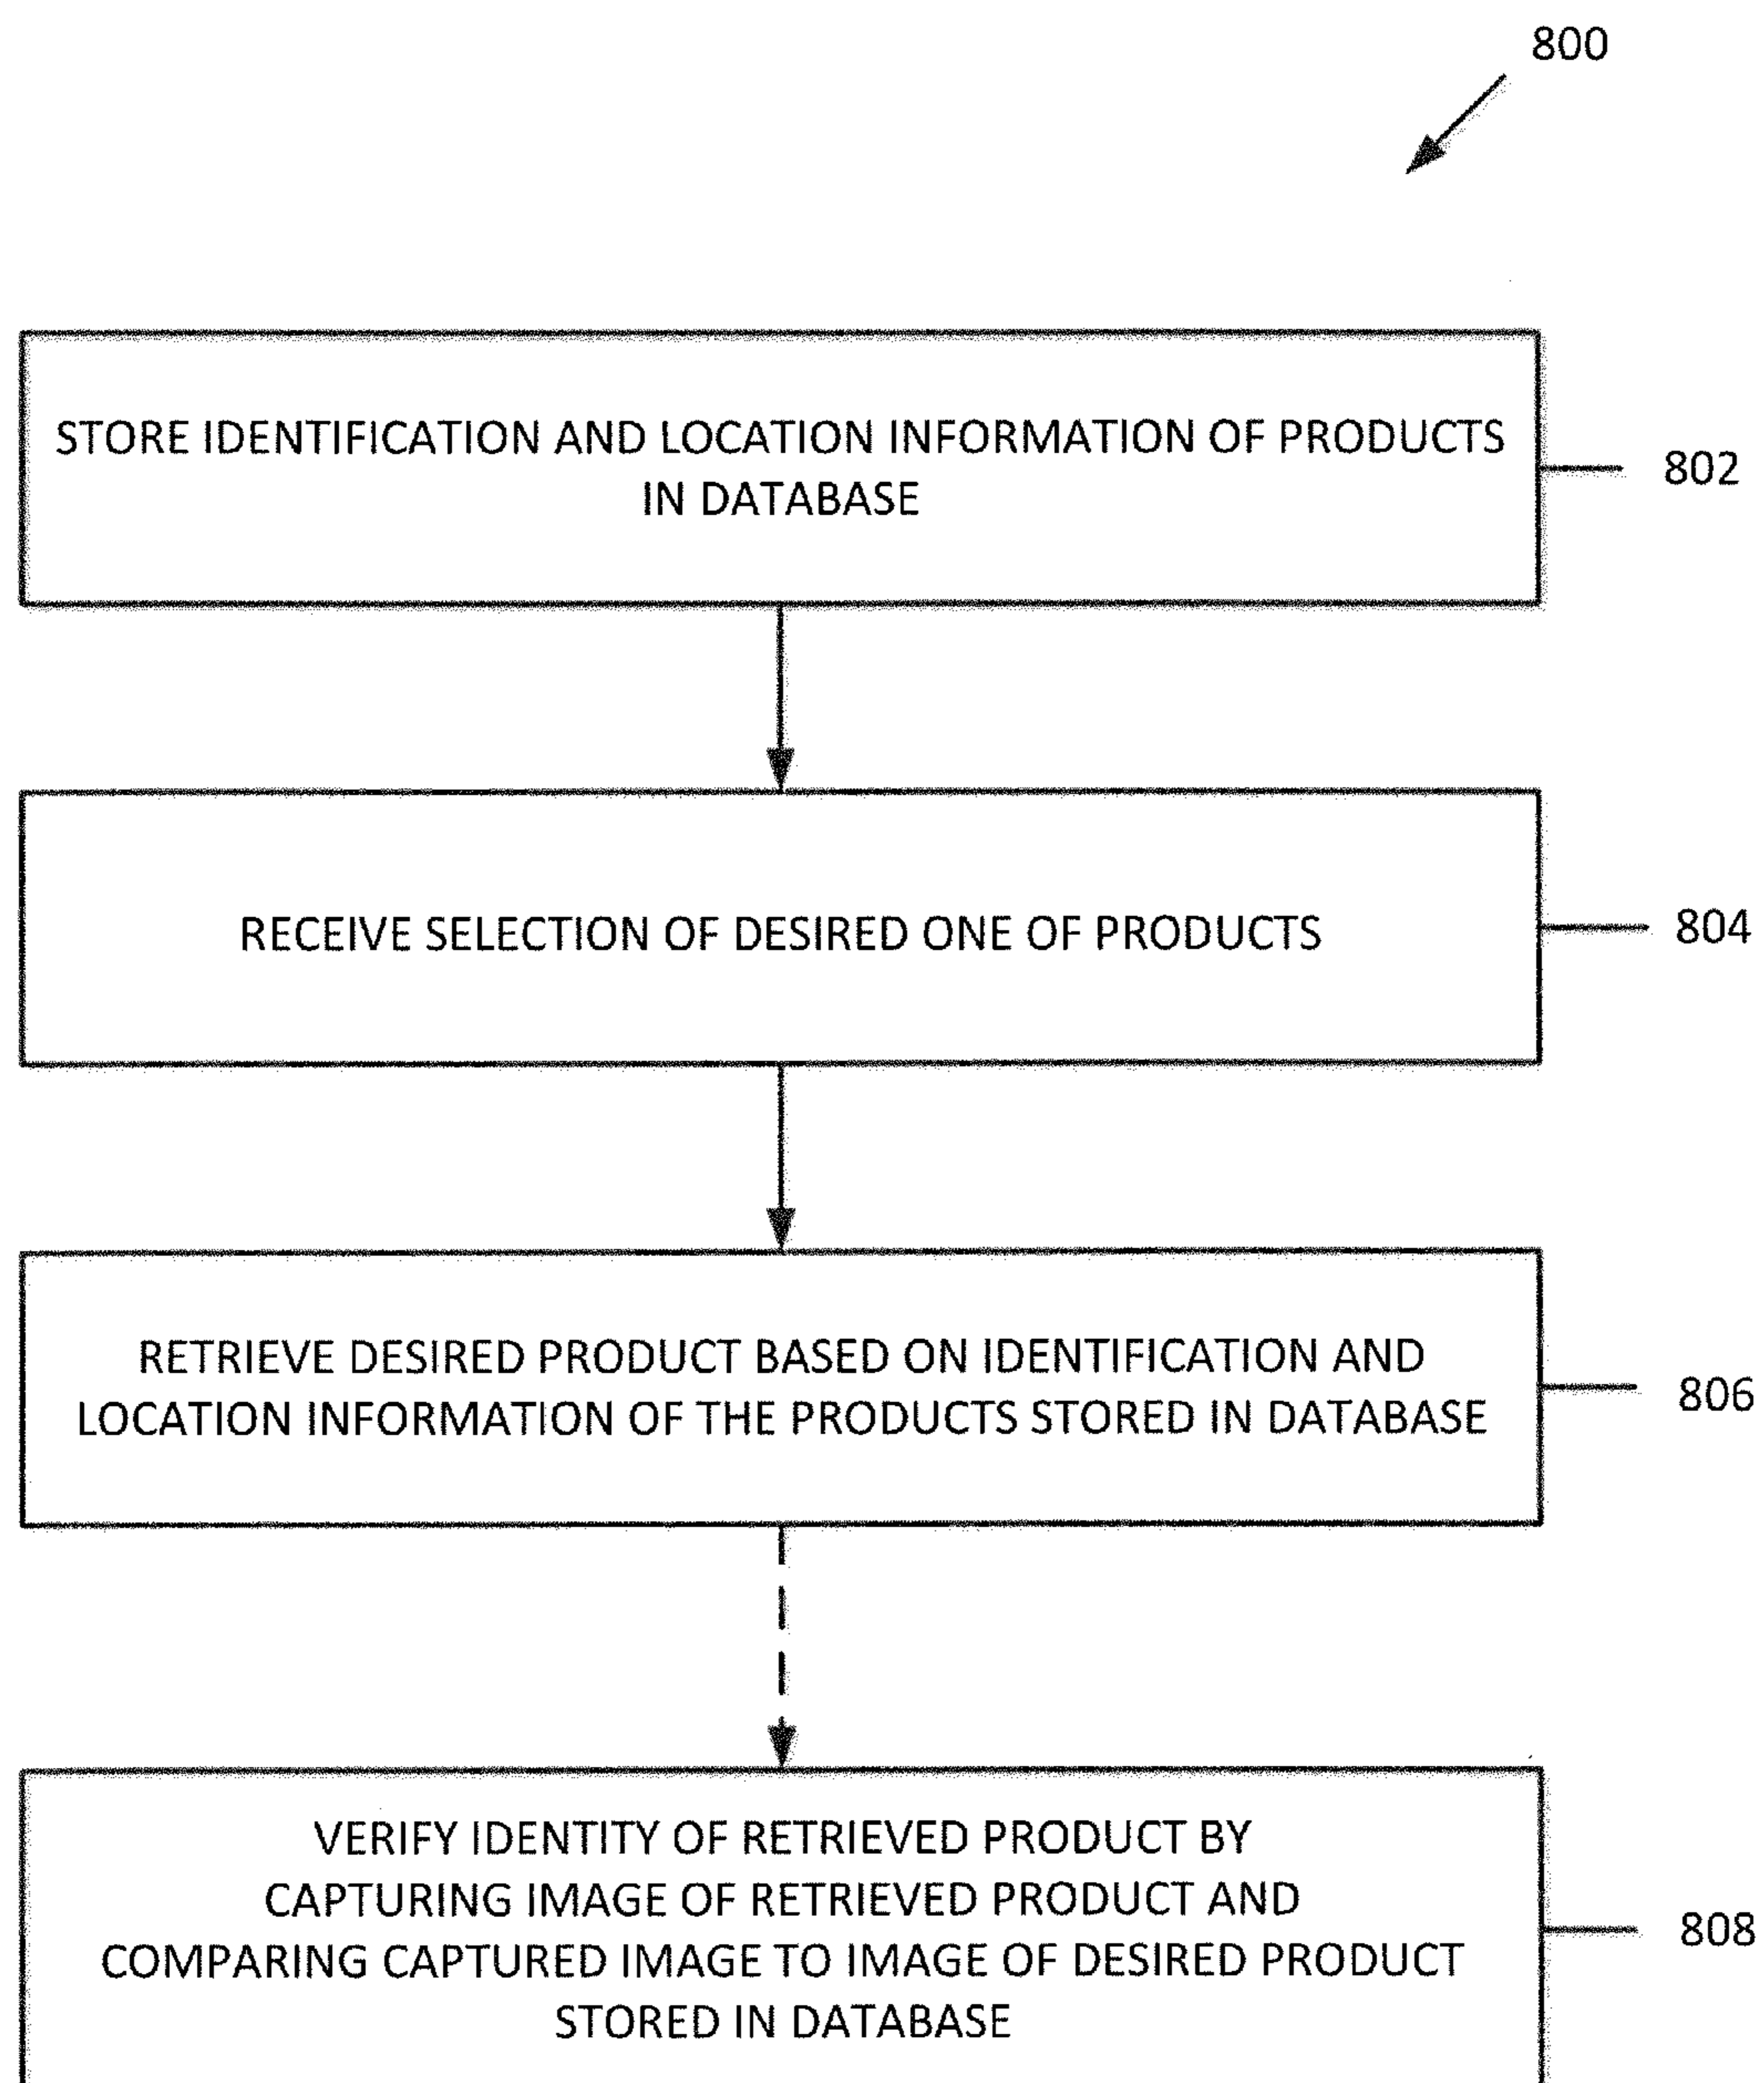 800
STORE IDENTIFICATION AND LOCATION INFORMATION OF PRODUCTS
IN DATABASE
802
RECEIVE SELECTION OF DESIRED ONE OF PRODUCTS
804
RETRIEVE DESIRED PRODUCT BASED ON IDENTIFICATION AND
LOCATION INFORMATION OF THE PRODUCTS STORED IN DATABASE
806
VERIFY IDENTITY OF RETRIEVED PRODUCT BY
CAPTURING IMAGE OF RETRIEVED PRODUCT AND
COMPARING CAPTURED IMAGE TO IMAGE OF DESIRED PRODUCT
STORED IN DATABASE
808